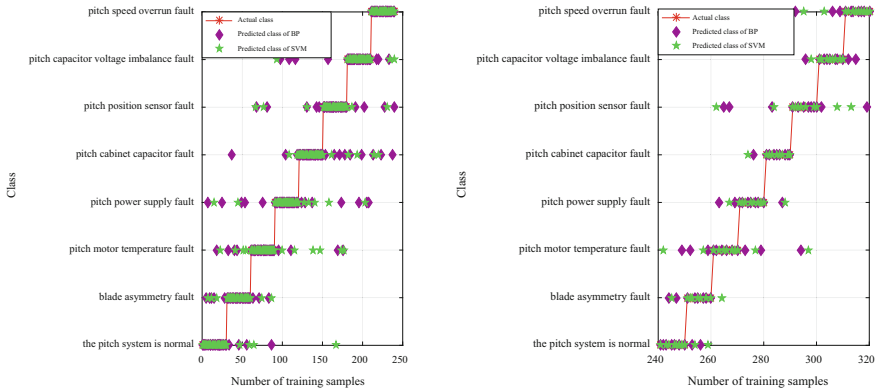 pitch speed overrun fault
pitch capacitor voltage imbalance fault
pitch position sensor fault
pitch cabinet capacitor fault
pitch power supply fault
pitch motor temperature fault
blade asymmetry fault
the pitch system is normal
Class
Actual class
Predicted class of BP
Predicted class of SVM
0 50 100 150 200 250
Number of training samples
pitch speed overrun fault
pitch capacitor voltage imbalance fault
pitch position sensor fault
pitch cabinet capacitor fault
pitch power supply fault
pitch motor temperature fault
blade asymmetry fault
the pitch system is normal
Class
Actual class
Predicted class of BP
Predicted class of SVM
240 260 280 300 320
Number of training samples